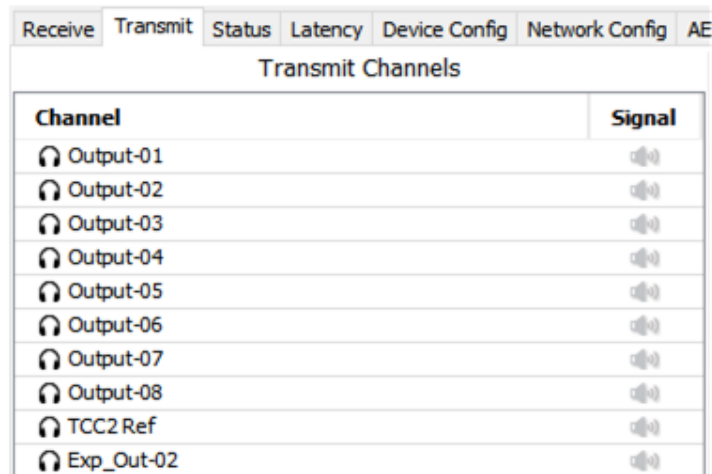 Receive Transmit Status Latency Device Config Network Config AE
Transmit Channels
Channel Signal
Output-01
Output-02
Output-03
Output-04
Output-05
Output-06
Output-07
Output-08
TCC2 Ref
Exp_Out-02